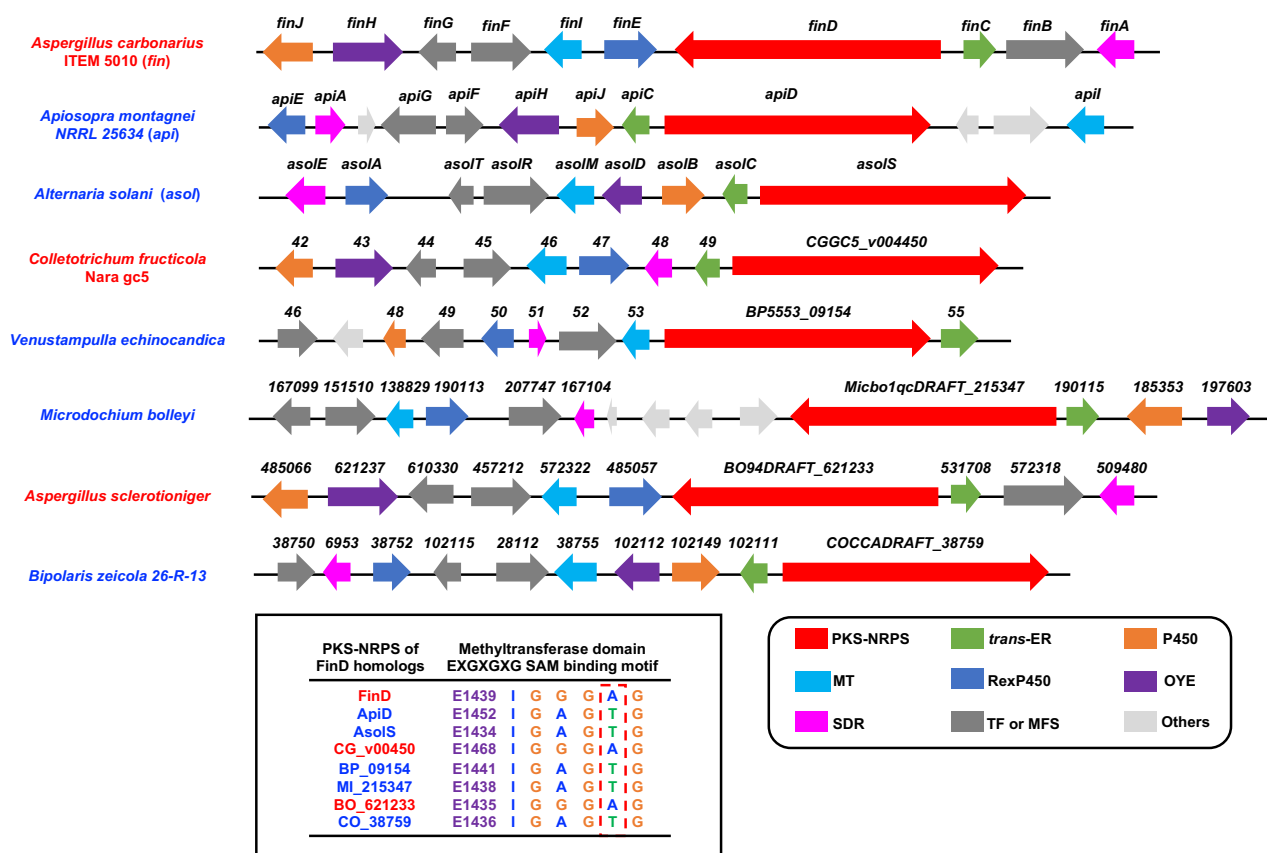 finJ finH finG finF finI finE finD finC finB finA
Aspergillus carbonarius
ITEM 5010 (fin)
apiE apiA apiG apiF apiH apiJ apiC apiD apiI
Apiosopra montagnei
NRRL 25634 (api)
asolE asolA asolT asolR asolM asolD asolB asolC asolS
Alternaria solani (asol)
42 43 44 45 46 47 48 49 CGGC5_v004450
Colletotrichum fructicola
Nara gc5
46 48 49 50 51 52 53 BP5553_09154 55
Venustampulla echinocandica
167099 151510 138829 190113 207747 167104 Micbo1qcDRAFT_215347 190115 185353 197603
Microdochium bolleyi
485066 621237 610330 457212 572322 485057 BO94DRAFT_621233 531708 572318 509480
Aspergillus sclerotioniger
38750 6953 38752 102115 28112 38755 102112 102149 102111 COCCADRAFT_38759
Bipolaris zeicola 26-R-13
PKS-NRPS of Methyltransferase domain
FinD homologs EXGXGXG SAM binding motif
FinD E1439 I G G G A G
ApiD E1452 I G A G T G
AsolS E1434 I G A G T G
CG_v00450 E1468 I G G G A G
BP_09154 E1441 I G A G T G
MI_215347 E1438 I G A G T G
BO_621233 E1435 I G G G A G
CO_38759 E1436 I G A G T G
PKS-NRPS trans-ER P450
MT RexP450 OYE
SDR TF or MFS Others